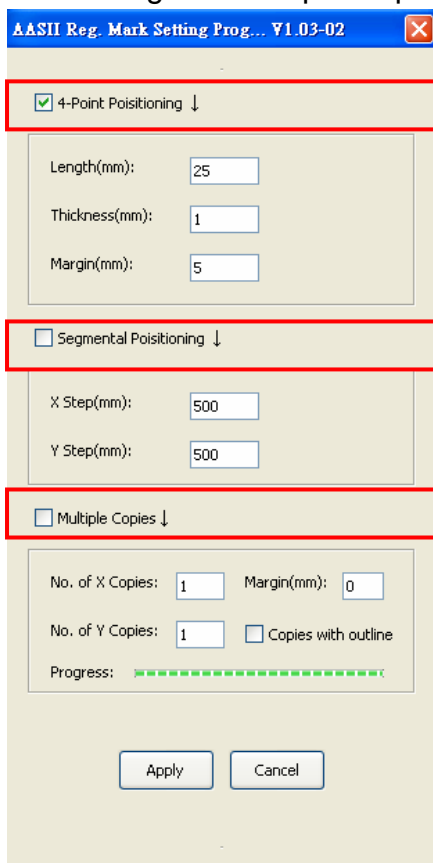 AASII Reg. Mark Setting Prog... V1.03-02
4-Point Poisitioning ↓
Length(mm): 25
Thickness(mm): 1
Margin(mm): 5
Segmental Poisitioning ↓
X Step(mm): 500
Y Step(mm): 500
Multiple Copies ↓
No. of X Copies: 1 Margin(mm): 0
No. of Y Copies: 1 Copies with outline
Progress:
Apply Cancel